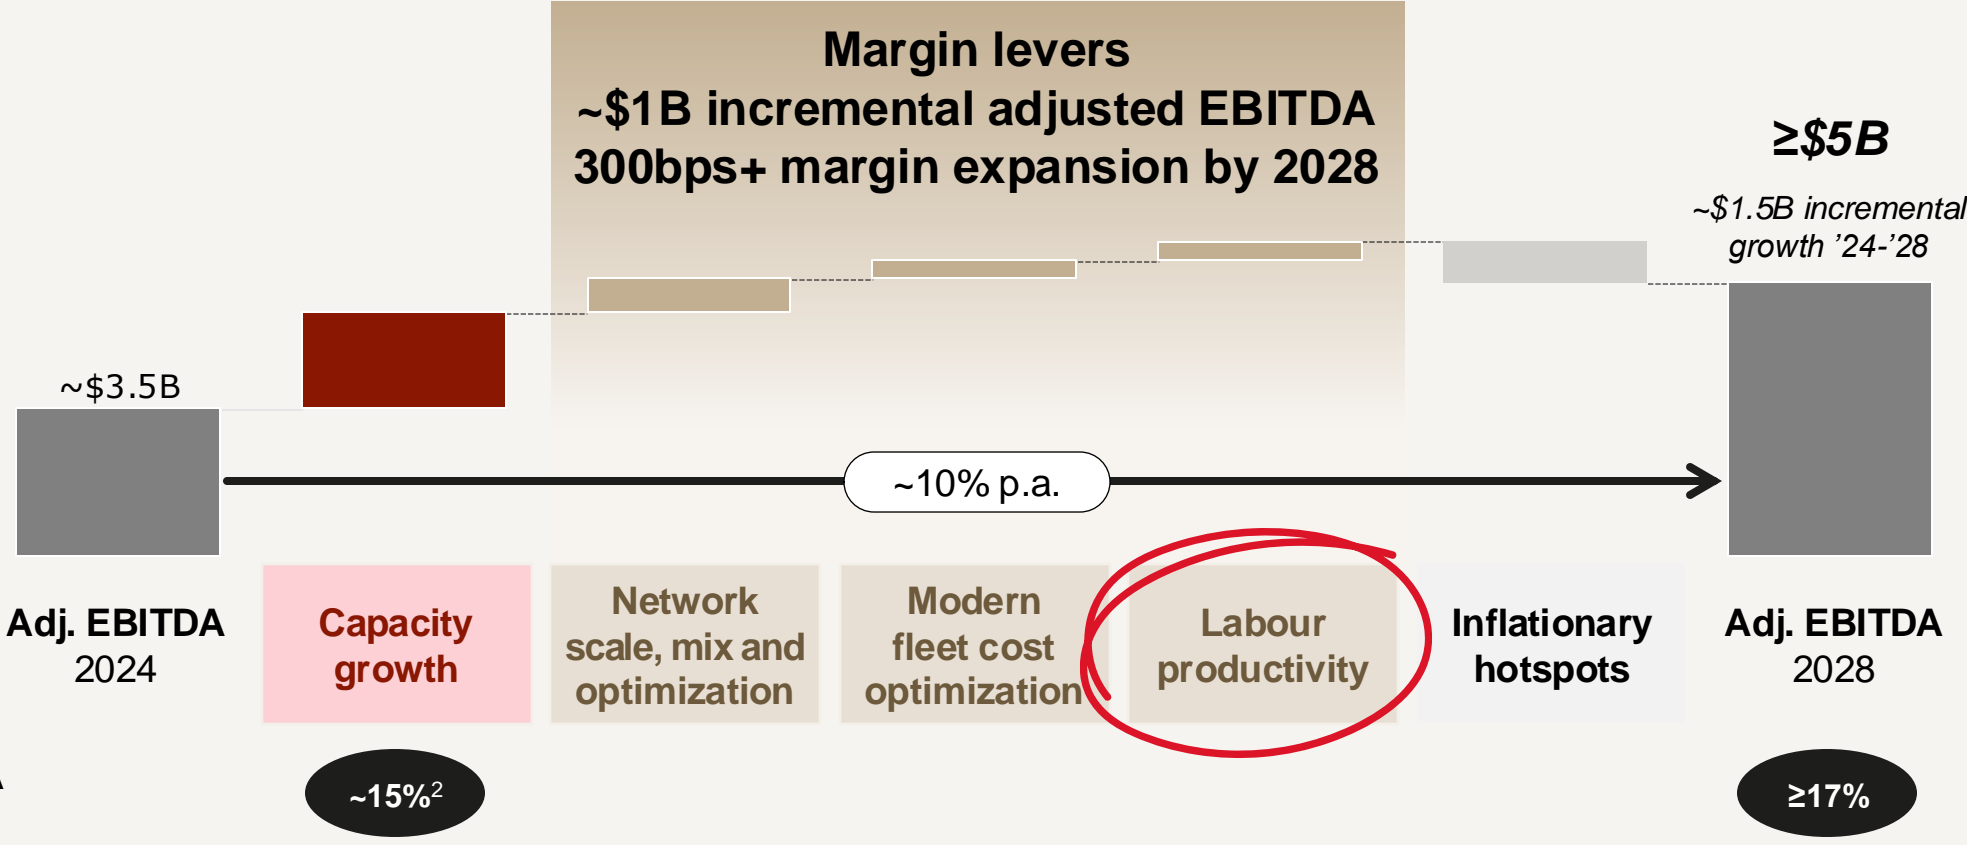 Margin levers
~$1B incremental adjusted EBITDA
300bps+ margin expansion by 2028
≥$5B
~$1.5B incremental
growth ’24-’28
~$3.5B
~10% p.a.
Adj. EBITDA
2024
Capacity
growth
Network
scale, mix and
optimization
Modern
fleet cost
optimization
Labour
productivity
Inflationary
hotspots
Adj. EBITDA
2028
~15%²
≥17%